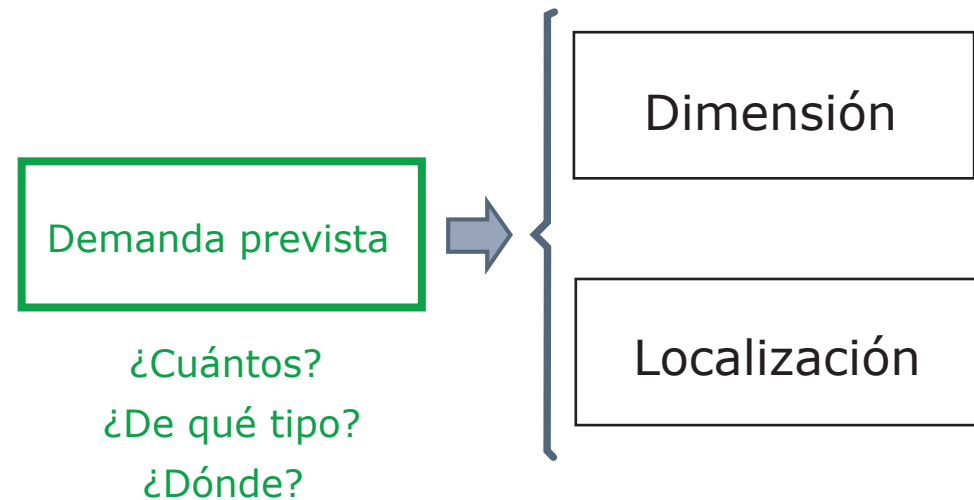 Demanda prevista
¿Cuántos?
¿De qué tipo?
¿Dónde?
Dimensión
Localización